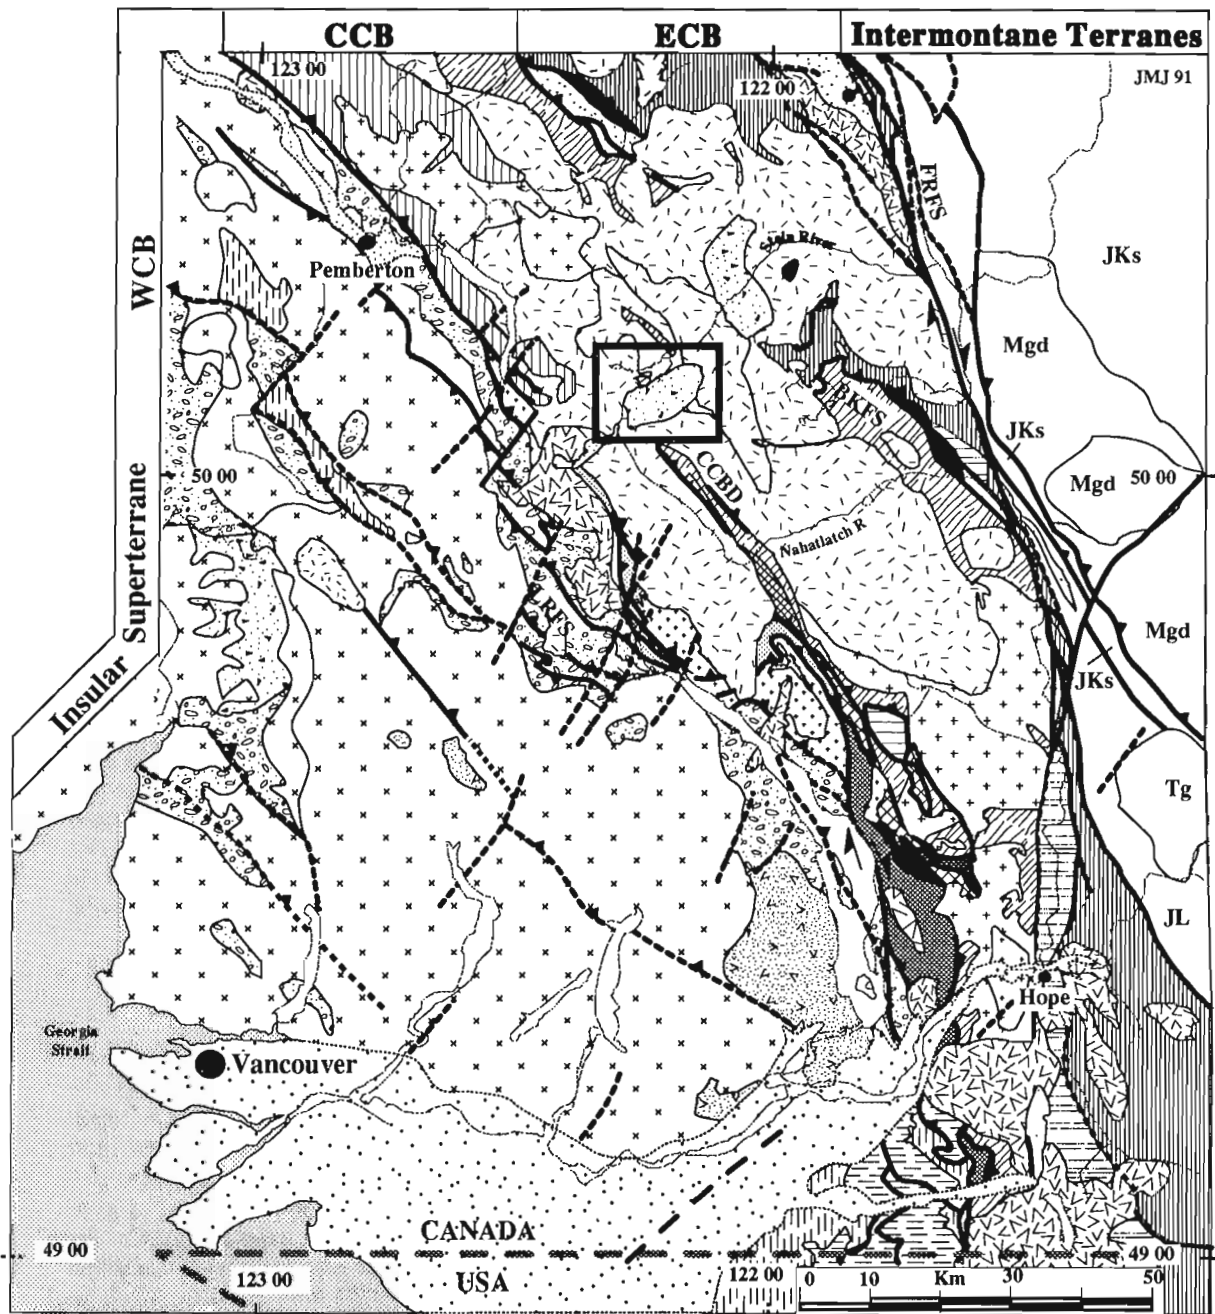 CCB
ECB
Intermontane Terranes
123 00
122 00
JMJ 91
FRFS
WCB
Stein River
JKs
Pemberton
Mgd
BKFS
JKs
CCBD
50 00
Mgd
50 00
Nahatlatch R
Superterrane
LRFS
Mgd
JKs
Insular
Tg
JL
Hope
Georgia
Strait
Vancouver
CANADA
49 00
49 00
USA
123 00
122 00
0 10 Km 30 50